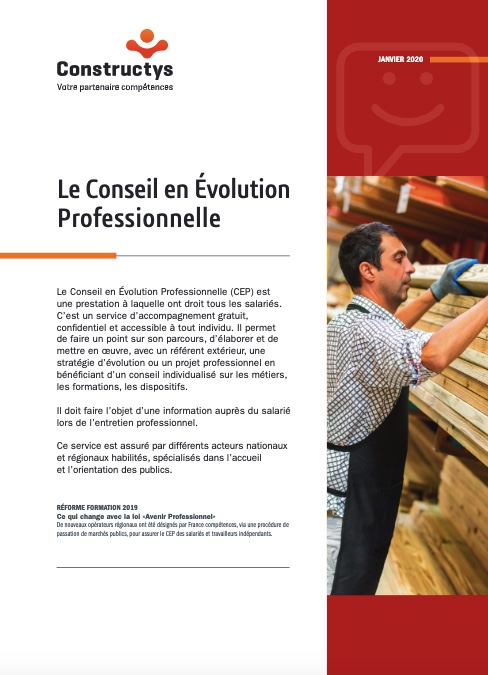 Constructys
Votre partenaire compétences
JANVIER 2020
Le Conseil en Évolution
Professionnelle
Le Conseil en Évolution Professionnelle (CEP) est
une prestation à laquelle ont droit tous les salariés.
C'est un service d'accompagnement gratuit,
confidentiel et accessible à tout individu. Il permet
de faire un point sur son parcours, d'élaborer et de
mettre en œuvre, avec un référent extérieur, une
stratégie d'évolution ou un projet professionnel en
bénéficiant d'un conseil individualisé sur les métiers,
les formations, les dispositifs.
Il doit faire l'objet d'une information auprès du salarié
lors de l'entretien professionnel.
Ce service est assuré par différents acteurs nationaux
et régionaux habilités, spécialisés dans l'accueil
et l'orientation des publics.
RÉFORME FORMATION 2019
Ce qui change avec la loi «Avenir Professionnel»
De nouveaux opérateurs régionaux ont été désignés par France compétences, via une procédure de
passation de marchés publics, pour assurer le CEP des salariés et travailleurs indépendants.